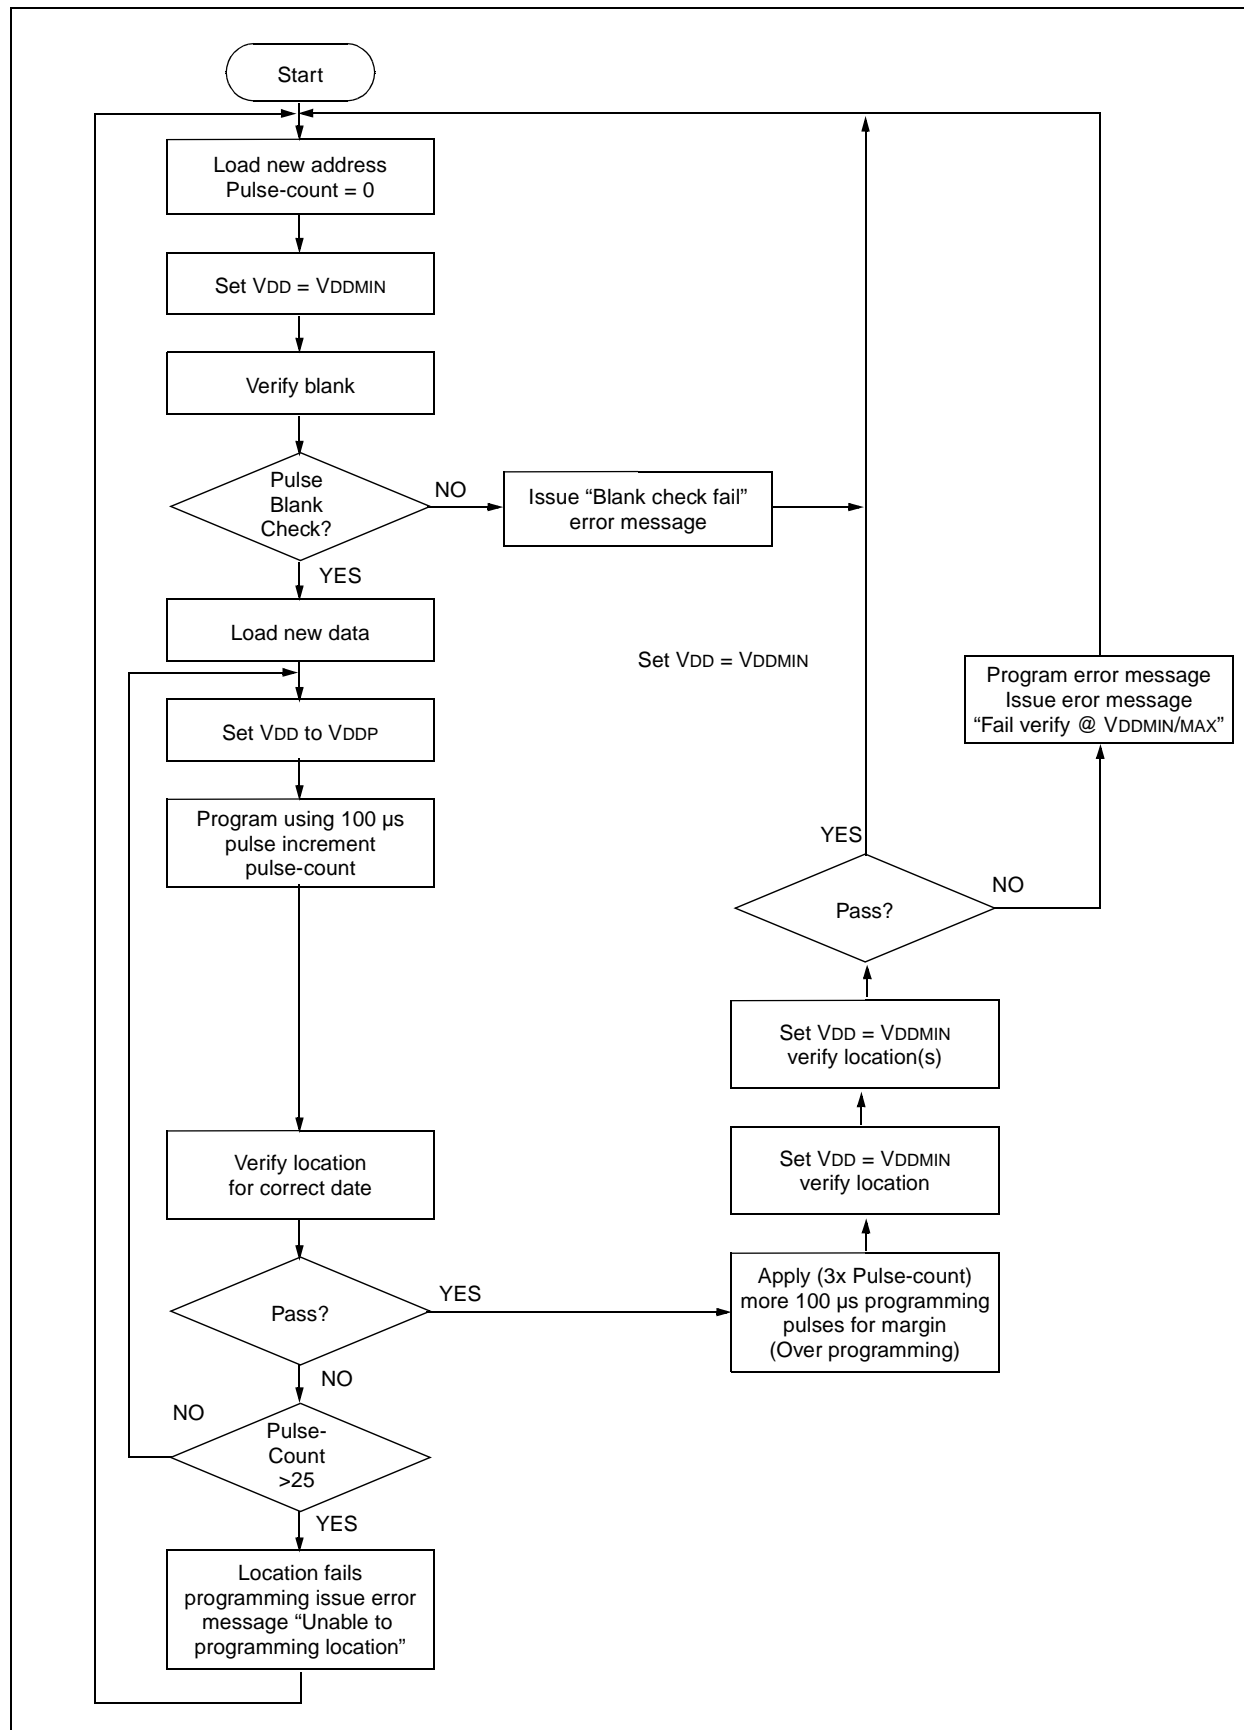 Start
Load new address
Pulse-count = 0
Set VDD = VDDMIN
Verify blank
Pulse
Blank
Check?
NO
Issue “Blank check fail”
error message
YES
Load new data
Set VDD = VDDMIN
Program error message
Issue eror message
“Fail verify @ VDDMIN/MAX”
Set VDD to VDDP
Program using 100 µs
pulse increment
pulse-count
YES
NO
Pass?
Set VDD = VDDMIN
verify location(s)
Verify location
for correct date
Set VDD = VDDMIN
verify location
Pass?
YES
Apply (3x Pulse-count)
more 100 µs programming
pulses for margin
(Over programming)
NO
NO
Pulse-
Count
>25
YES
Location fails
programming issue error
message “Unable to
programming location”